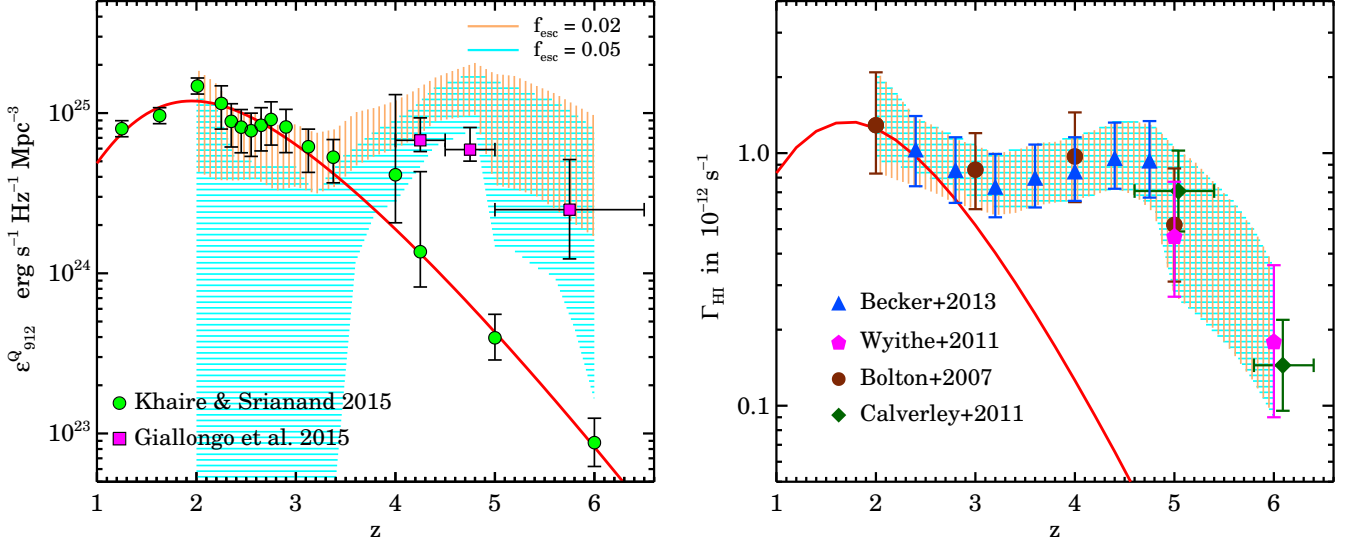 f_esc = 0.02
f_esc = 0.05
10^25
10^24
10^23
ε^Q_912 erg s^−1 Hz^−1 Mpc^−3
Khaire & Srianand 2015
Giallongo et al. 2015
1 2 3 4 5 6
z
1.0
0.1
Γ_HI in 10^−12 s^−1
Becker+2013
Wyithe+2011
Bolton+2007
Calverley+2011
1 2 3 4 5 6
z